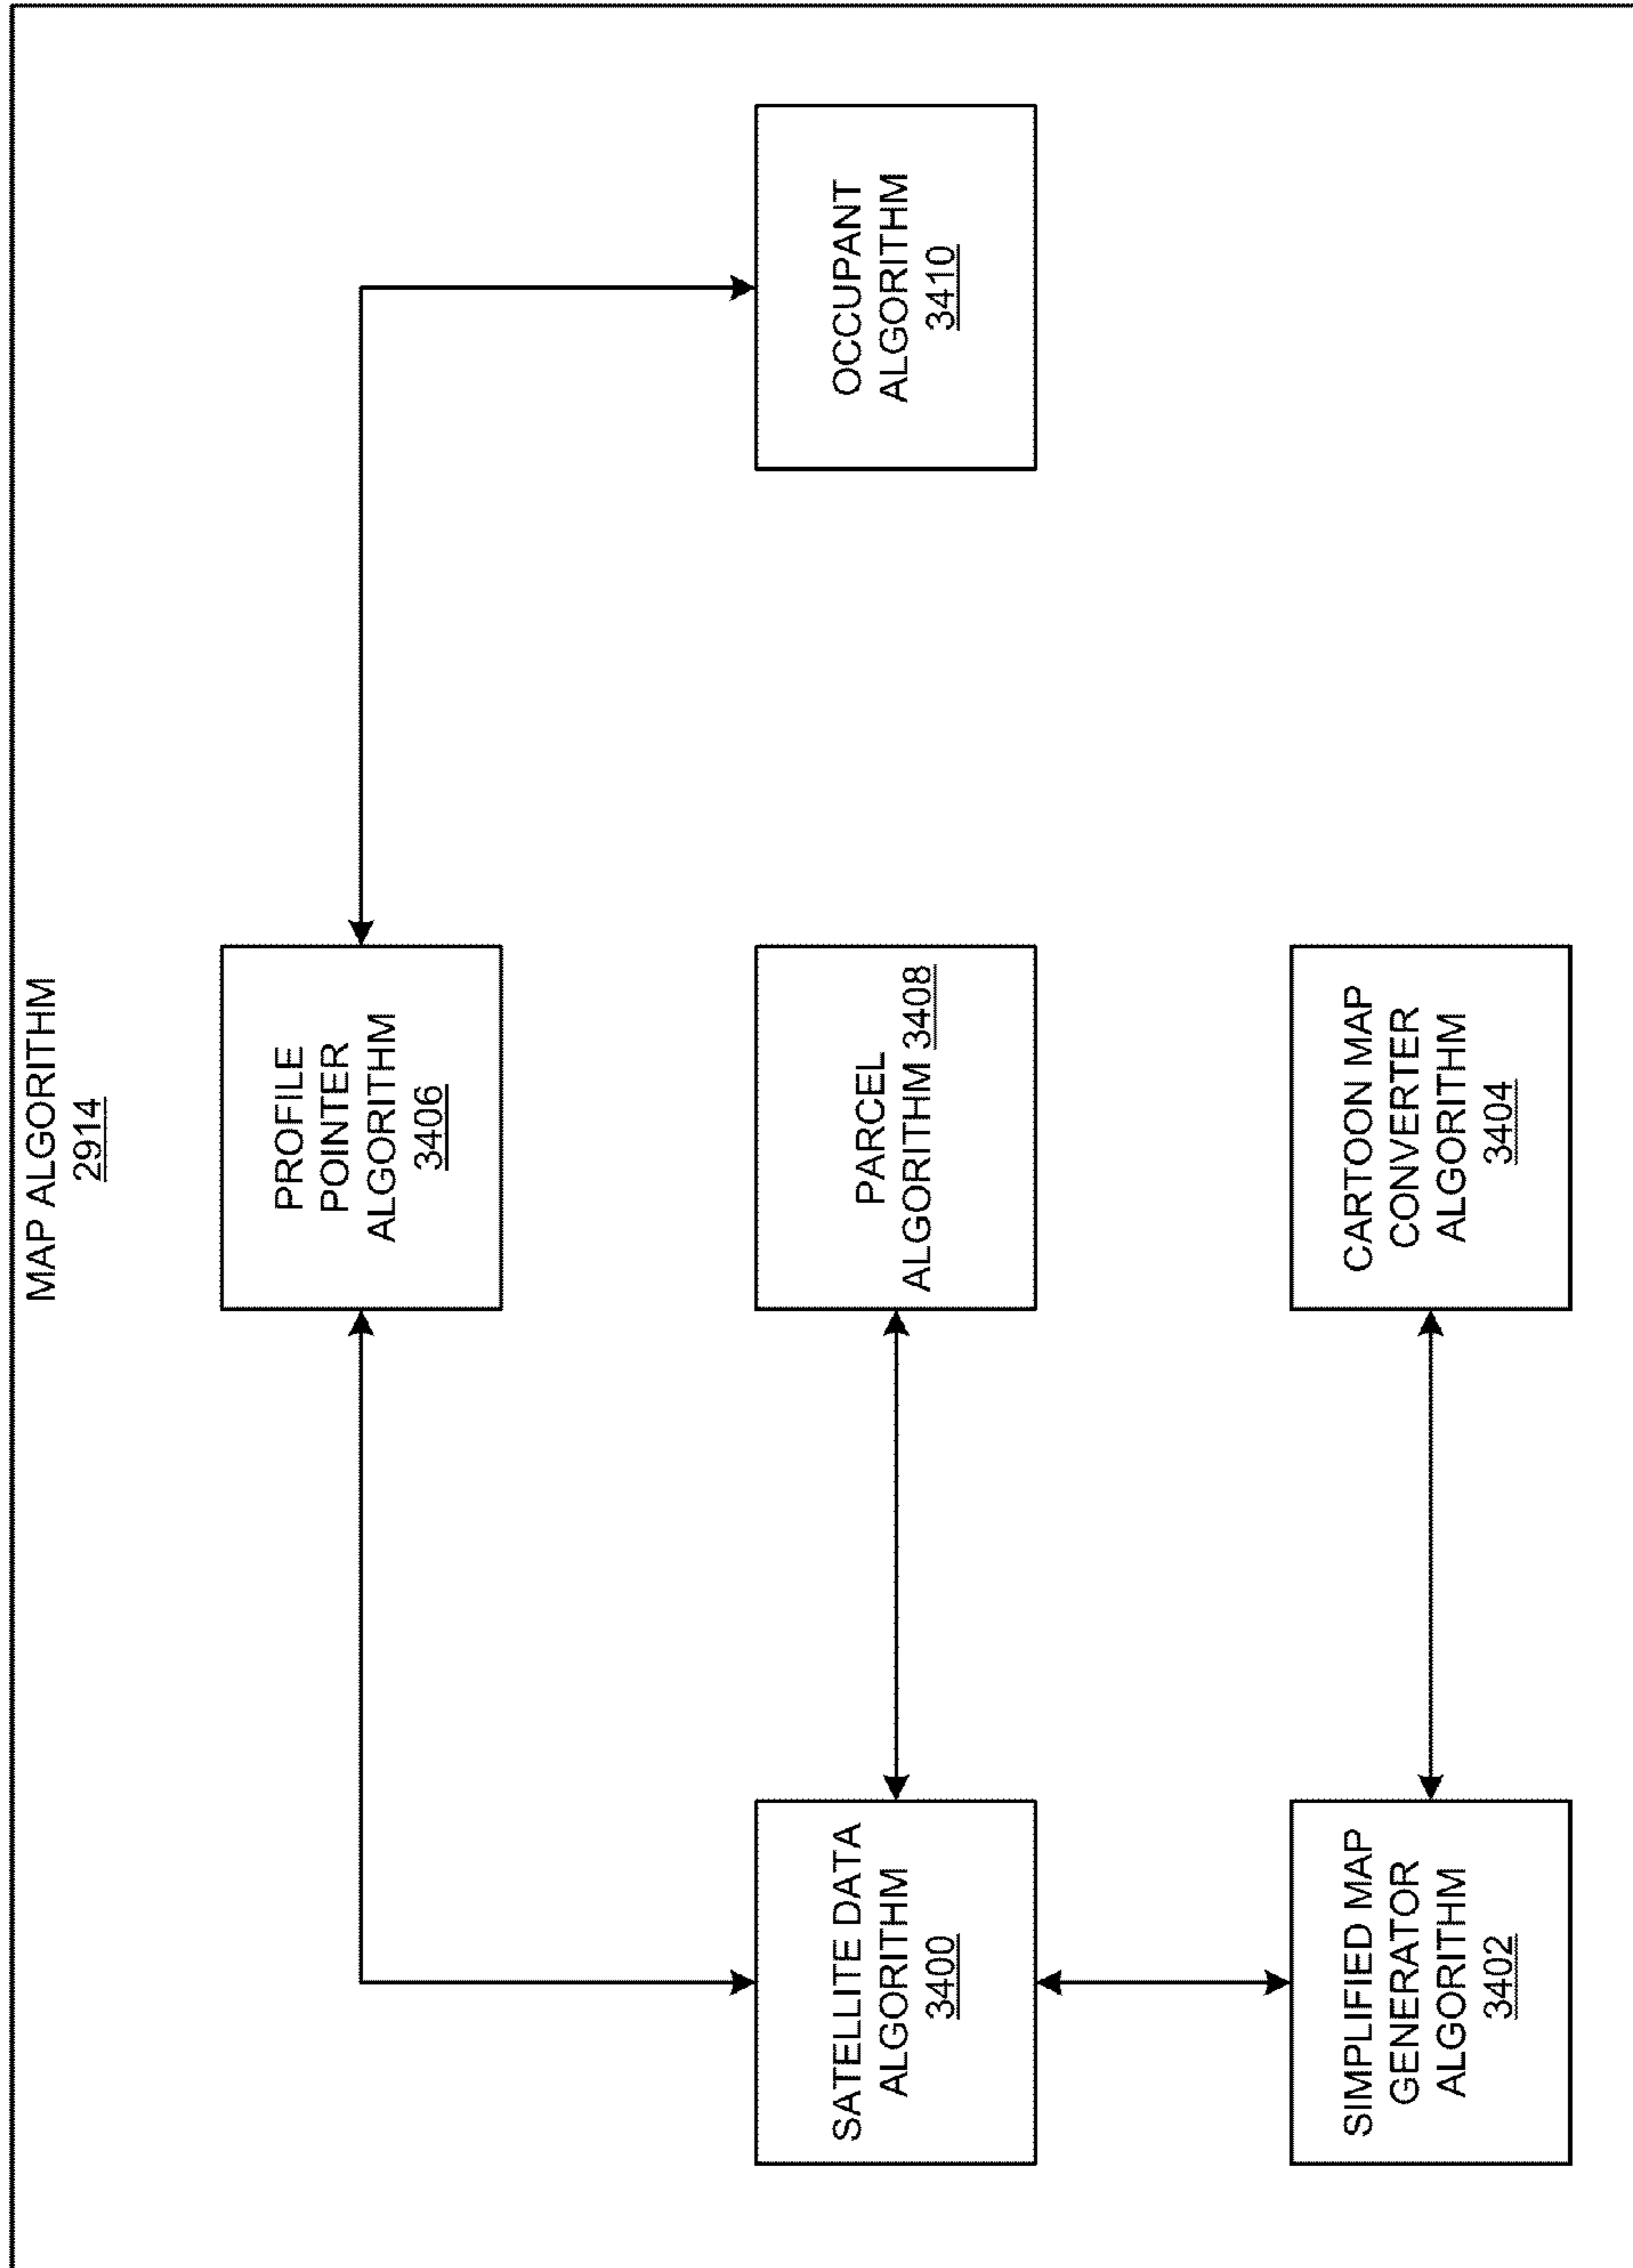 MAP ALGORITHM
2914
PROFILE
POINTER
ALGORITHM
3406
SATELLITE DATA
ALGORITHM
3400
PARCEL
ALGORITHM 3408
OCCUPANT
ALGORITHM
3410
SIMPLIFIED MAP
GENERATOR
ALGORITHM
3402
CARTOON MAP
CONVERTER
ALGORITHM
3404